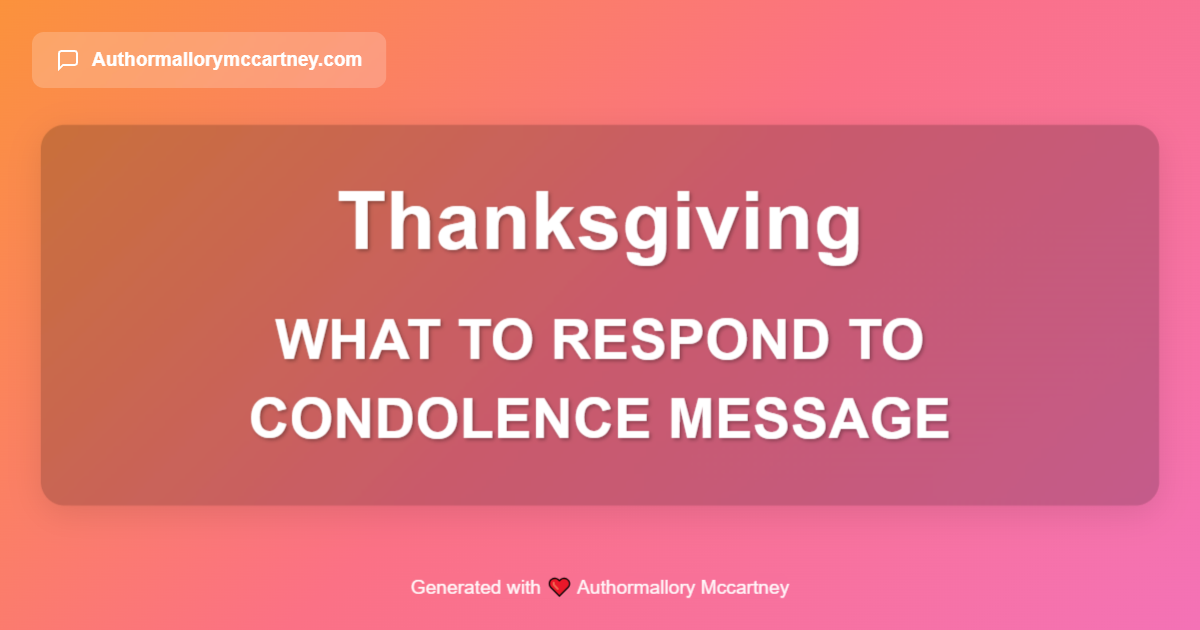 Authormallorymccartney.com
Thanksgiving
WHAT TO RESPOND TO
CONDOLENCE MESSAGE
Generated with ❤️ Authormallory Mccartney